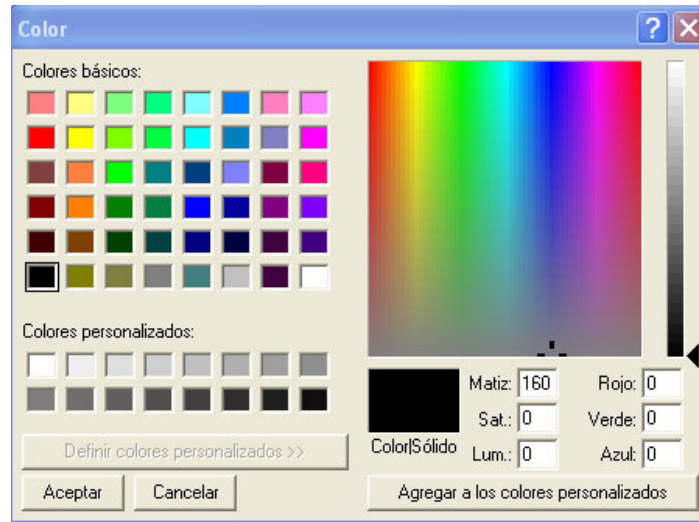 Color
Colores básicos:
Colores personalizados:
Definir colores personalizados >>
Aceptar
Cancelar
Color|Sólido
Matiz: 160
Sat.: 0
Lum.: 0
Rojo: 0
Verde: 0
Azul: 0
Agregar a los colores personalizados